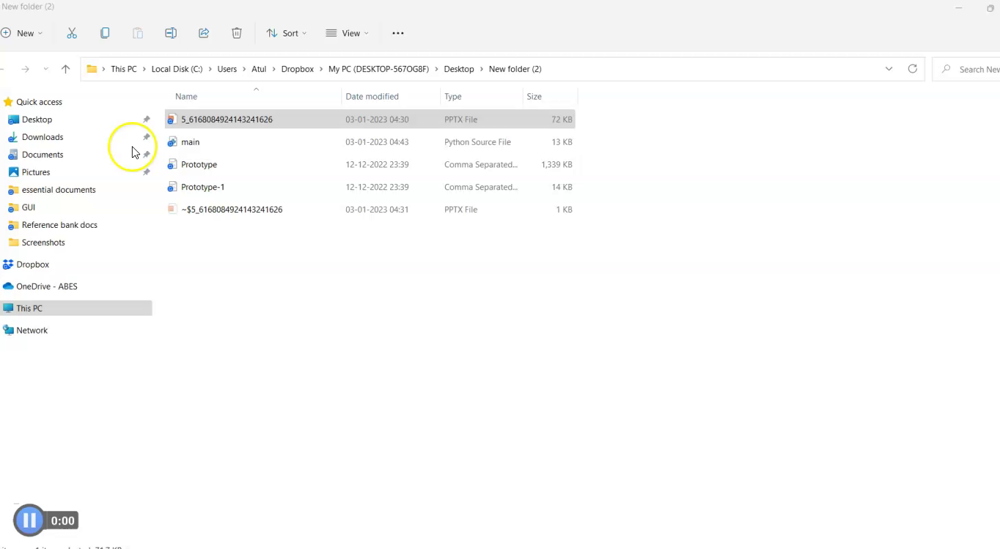 New folder (2)
New
Sort
View
This PC > Local Disk (C:) > Users > Atul > Dropbox > My PC (DESKTOP-567OG8F) > Desktop > New folder (2)
Search New
Name Date modified Type Size
Quick access
Desktop
Downloads
Documents
Pictures
essential documents
GUI
Reference bank docs
Screenshots
Dropbox
OneDrive - ABES
This PC
Network
5_6168084924143241626 03-01-2023 04:30 PPTX File 72 KB
main 03-01-2023 04:43 Python Source File 13 KB
Prototype 12-12-2022 23:39 Comma Separated... 1,339 KB
Prototype-1 12-12-2022 23:39 Comma Separated... 14 KB
~$5_6168084924143241626 03-01-2023 04:31 PPTX File 1 KB
0:00